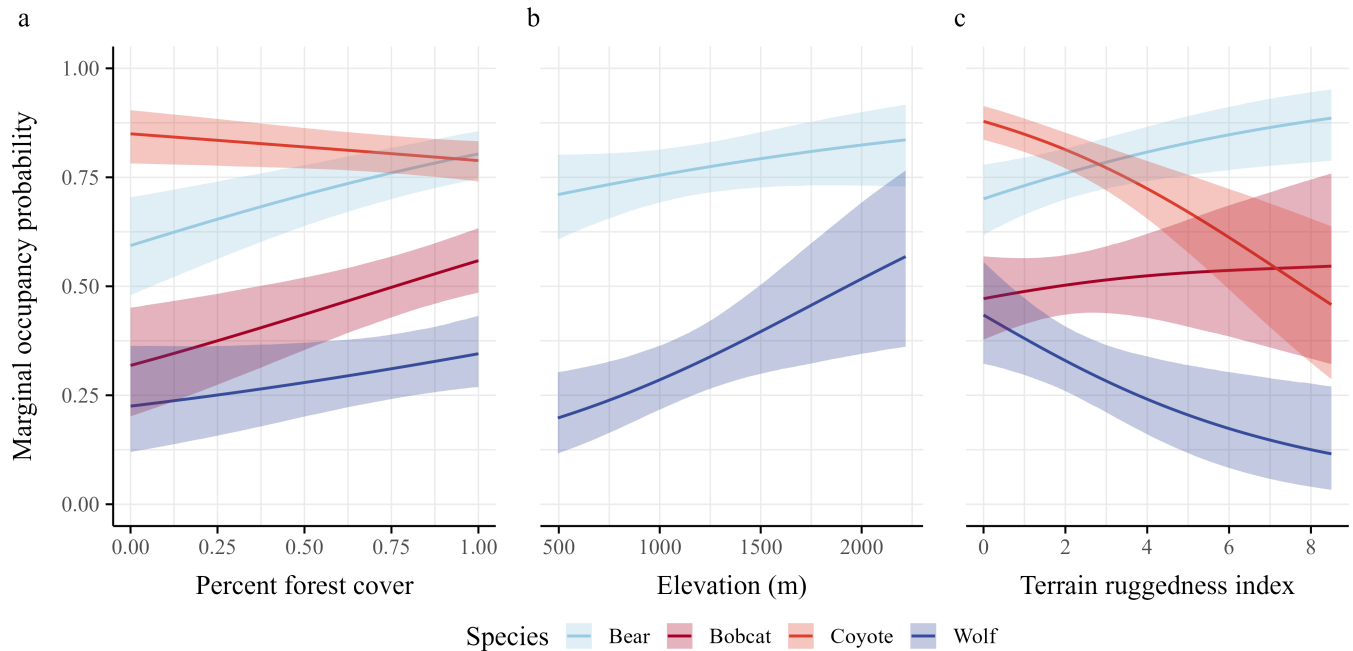 a
b
c
Marginal occupancy probability
1.00
0.75
0.50
0.25
0.00
0.00 0.25 0.50 0.75 1.00
500 1000 1500 2000
0 2 4 6 8
Percent forest cover
Elevation (m)
Terrain ruggedness index
Species Bear Bobcat Coyote Wolf